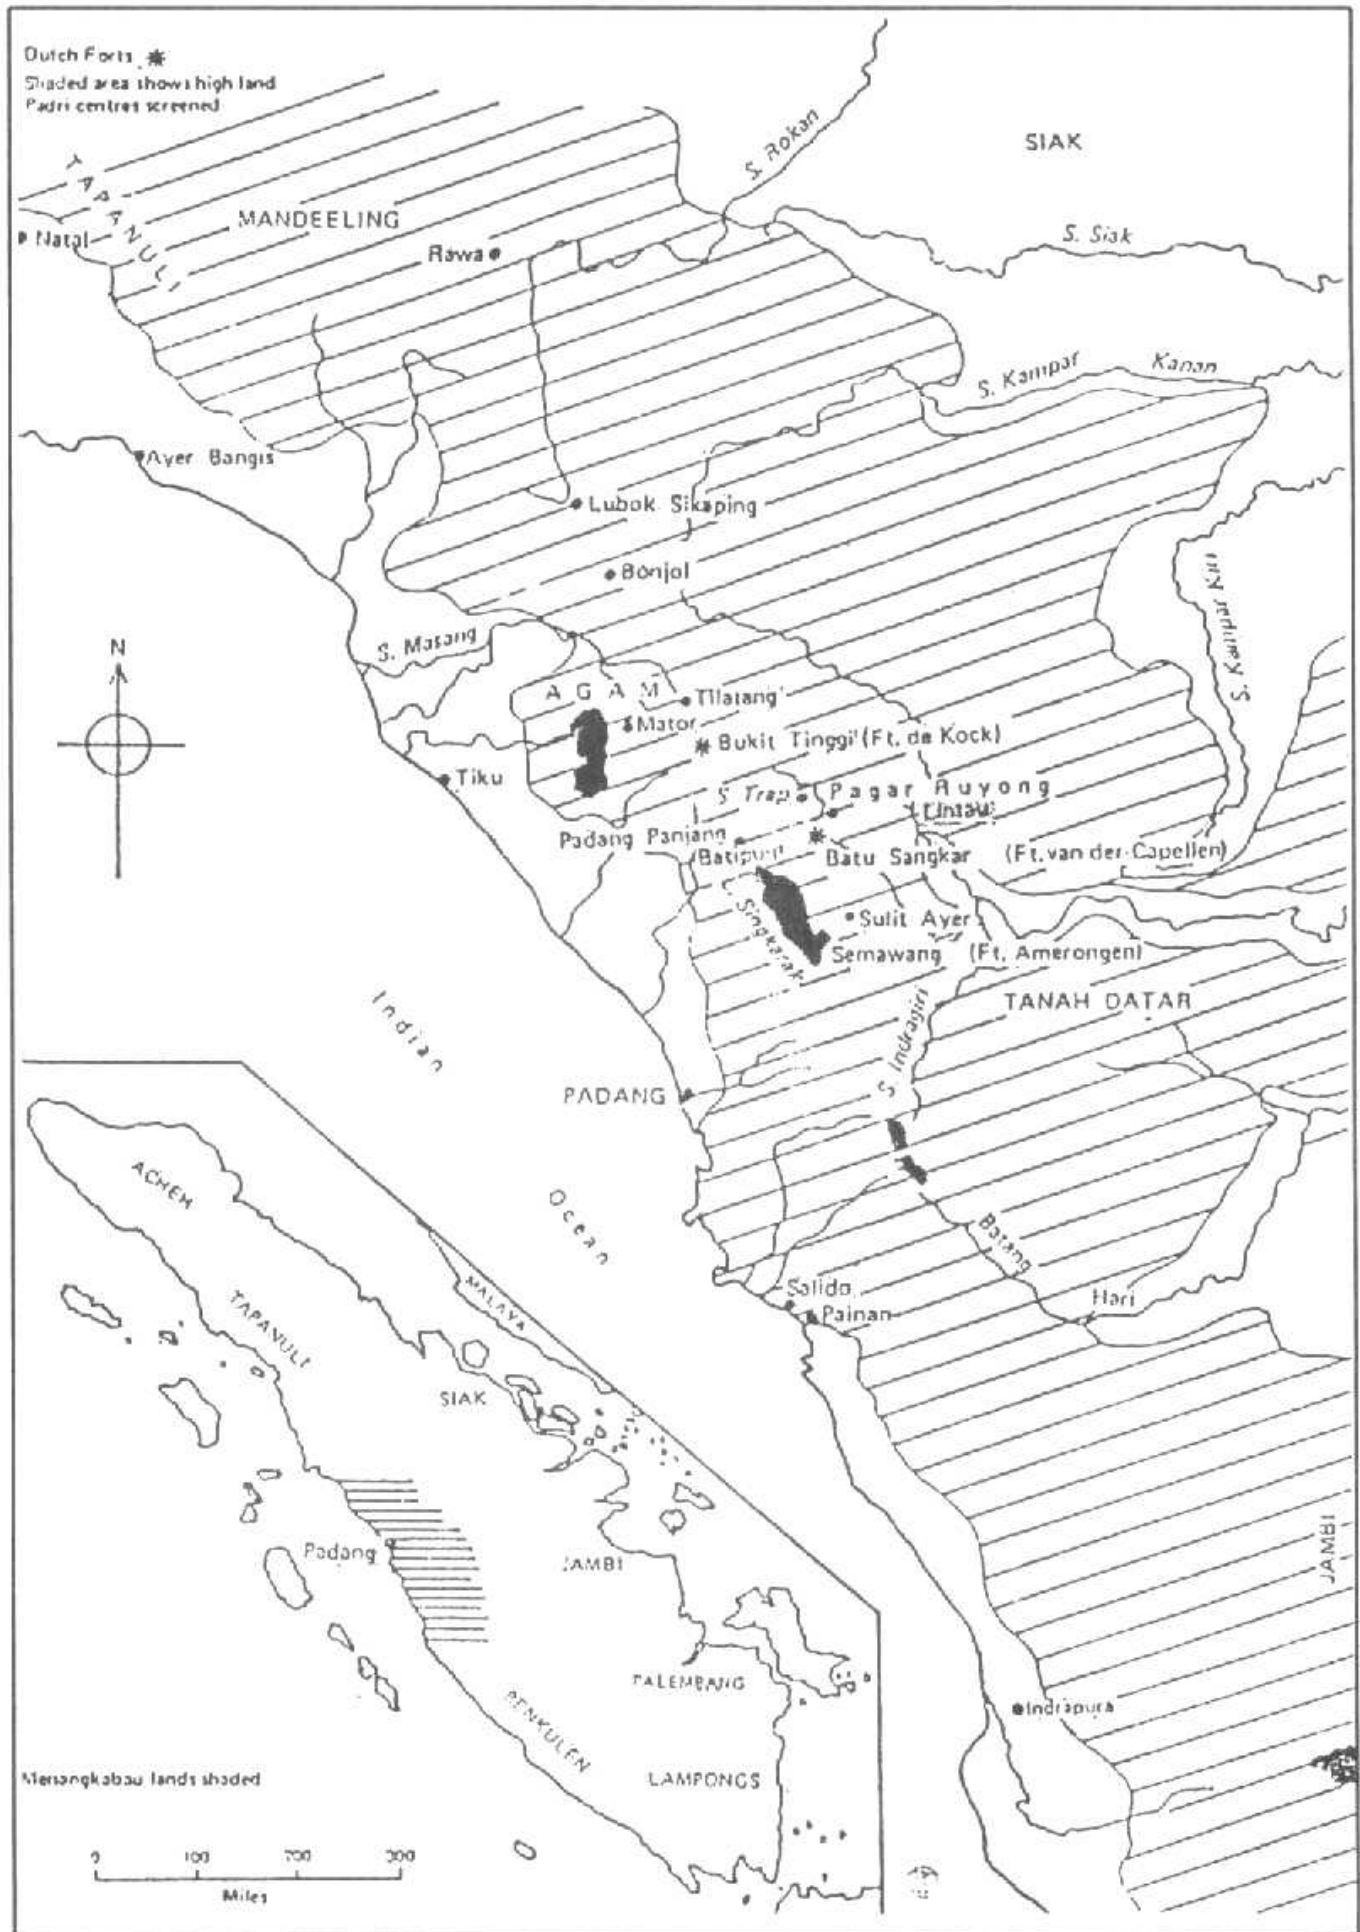 Dutch Forts
Shaded area shows high land
Padri centres screened
TAPANULI
SIAK
S. Rokan
MANDEELING
Natal
Rawa
S. Siak
S. Kampar Kanan
Ayer Bangis
Lubok Sikaping
Bonjol
S. Kampar Kiri
N
S. Masang
AGAM
Tilatang
Mator
Bukit Tinggi (Ft. de Kock)
Tiku
S. Trap
Pagar Ruyong
(Lintau)
Padang Panjang
(Batipuh)
Batu Sangkar (Ft. van der Capellen)
Singkarak
Sulit Ayer
Semawang (Ft. Amerongen)
Indian
Ocean
TANAH DATAR
S. Indragiri
PADANG
Batang
Hari
Salido
Painan
JAMBI
Indrapura
ACHEH
MALAYA
TAPANULI
SIAK
Padang
JAMBI
PALEMBANG
BENKULEN
LAMPONGS
Menangkabau lands shaded
0 100 200 300
Miles